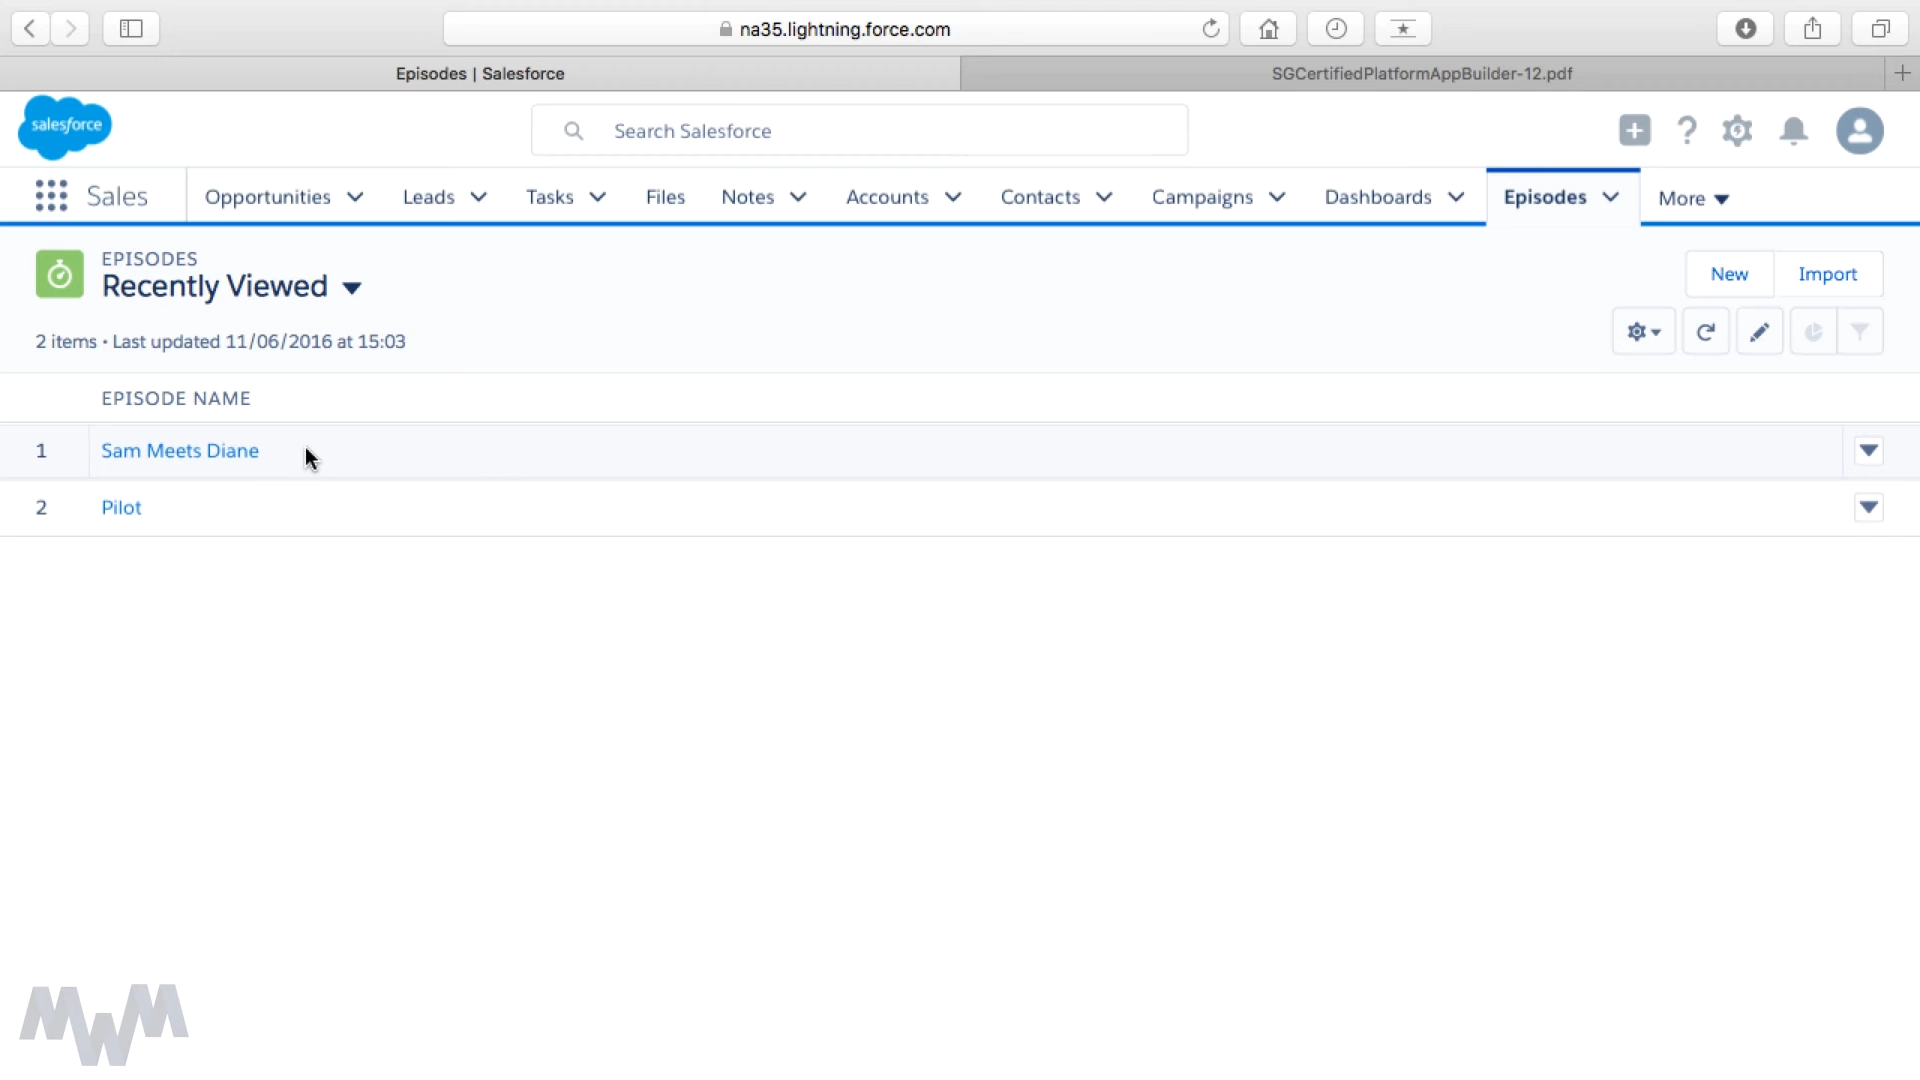 na35.lightning.force.com
Episodes | Salesforce
SGCertifiedPlatformAppBuilder-12.pdf
salesforce
Search Salesforce
Sales
Opportunities
Leads
Tasks
Files
Notes
Accounts
Contacts
Campaigns
Dashboards
Episodes
More
EPISODES
Recently Viewed
New
Import
2 items • Last updated 11/06/2016 at 15:03
EPISODE NAME
1 Sam Meets Diane
2 Pilot
MWM